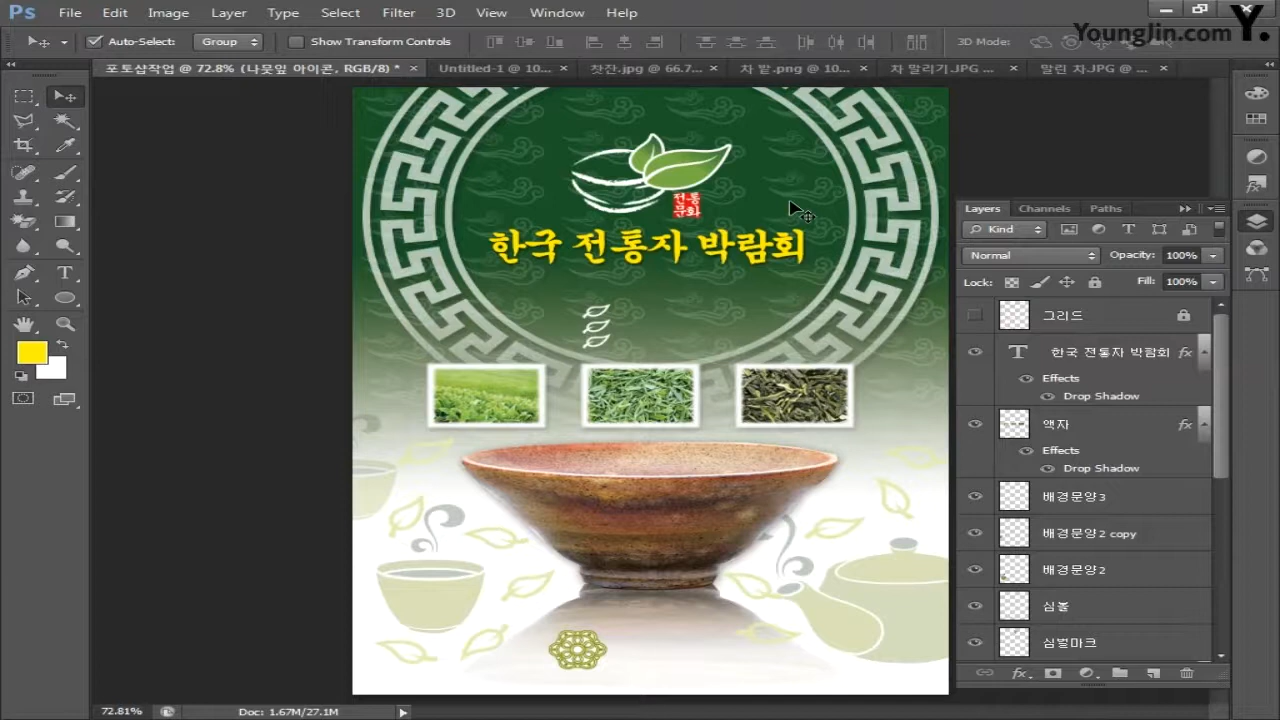 Ps File Edit Image Layer Type Select Filter 3D View Window Help
Auto-Select: Group Show Transform Controls 3D Mode:
YoungJin.com Y.
포토샵작업 @ 72.8% (나뭇잎 아이콘, RGB/8) * × Untitled-1 @ 10... × 찻잔.jpg @ 66.7... × 차 밭.png @ 10... × 차 말리기.JPG ... × 말린 차.JPG @ ... ×
전통
문화
한국 전통자 박람회
Layers Channels Paths
Kind
Normal Opacity: 100%
Lock: Fill: 100%
그리드
T 한국 전통자 박람회 fx
Effects
Drop Shadow
액자 fx
Effects
Drop Shadow
배경문양3
배경문양2 copy
배경문양2
심볼
심벌마크
72.81% Doc: 1.67M/27.1M